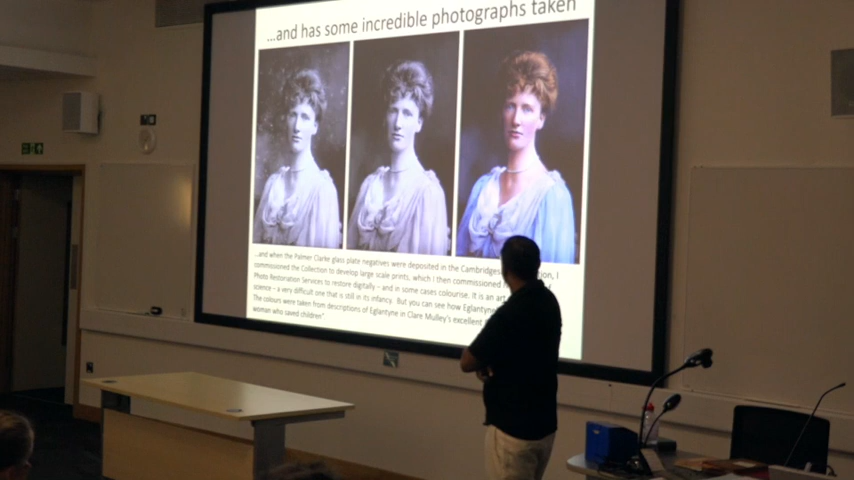 ...and has some incredible photographs taken
...and when the Palmer Clarke glass plate negatives were deposited in the Cambridges tion, I
commissioned the Collection to develop large scale prints, which I then commissioned of
Photo Restoration Services to restore digitally - and in some cases colourise. It is an art
science - a very difficult one that is still in its infancy. But you can see how Eglantyne
The colours were taken from descriptions of Eglantyne in Clare Mulley's excellent
woman who saved children"